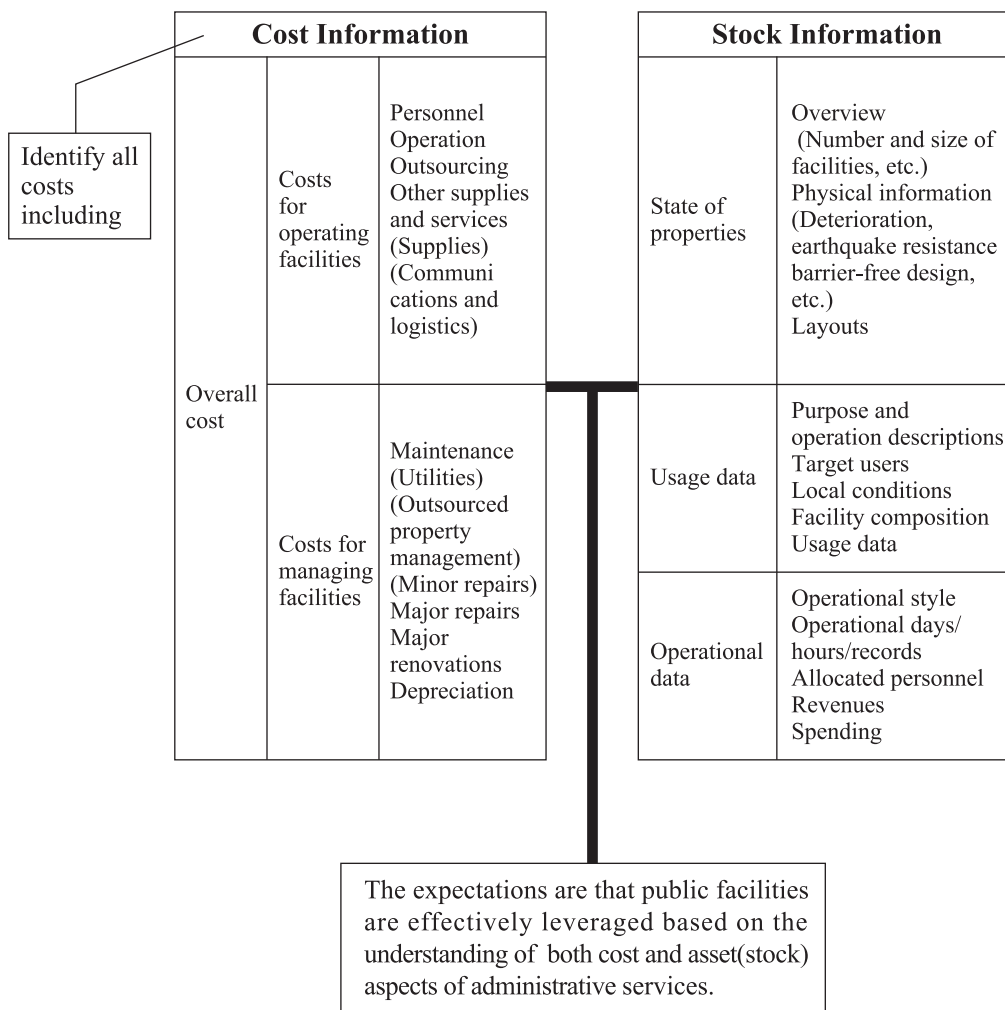 Cost Information
Identify all
costs
including
Overall
cost
Costs
for
operating
facilities
Personnel
Operation
Outsourcing
Other supplies
and services
(Supplies)
(Communi
cations and
logistics)
Costs for
managing
facilities
Maintenance
(Utilities)
(Outsourced
property
management)
(Minor repairs)
Major repairs
Major
renovations
Depreciation
Stock Information
State of
properties
Overview
(Number and size of
facilities, etc.)
Physical information
(Deterioration,
earthquake resistance
barrier-free design,
etc.)
Layouts
Usage data
Purpose and
operation descriptions
Target users
Local conditions
Facility composition
Usage data
Operational
data
Operational style
Operational days/
hours/records
Allocated personnel
Revenues
Spending
The expectations are that public facilities
are effectively leveraged based on the
understanding of both cost and asset(stock)
aspects of administrative services.